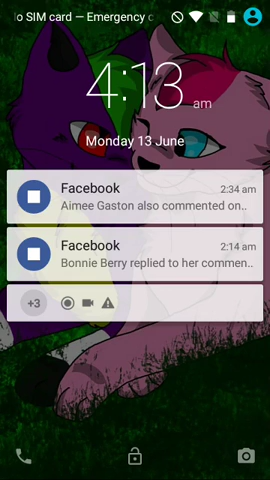 o SIM card — Emergency c
4:13 am
Monday 13 June
Facebook
2:34 am
Aimee Gaston also commented on..
Facebook
2:14 am
Bonnie Berry replied to her commen..
+3